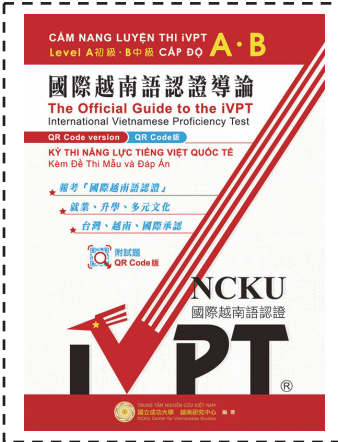 CẨM NANG LUYỆN THI iVPT
Level A初級・B中級 CẤP ĐỘ A・B
國際越南語認證導論
The Official Guide to the iVPT
International Vietnamese Proficiency Test
QR Code version QR Code版
KỲ THI NĂNG LỰC TIẾNG VIỆT QUỐC TẾ
Kèm Đề Thi Mẫu và Đáp Án
報考「國際越南語認證」
就業、升學、多元文化
台灣、越南、國際承認
附試題
QR Code版
NCKU
國際越南語認證
iVPT®
TRUNG TÂM NGHIÊN CỨU VIỆT NAM
國立成功大學 越南研究中心 編著
NCKU Center for Vietnamese Studies